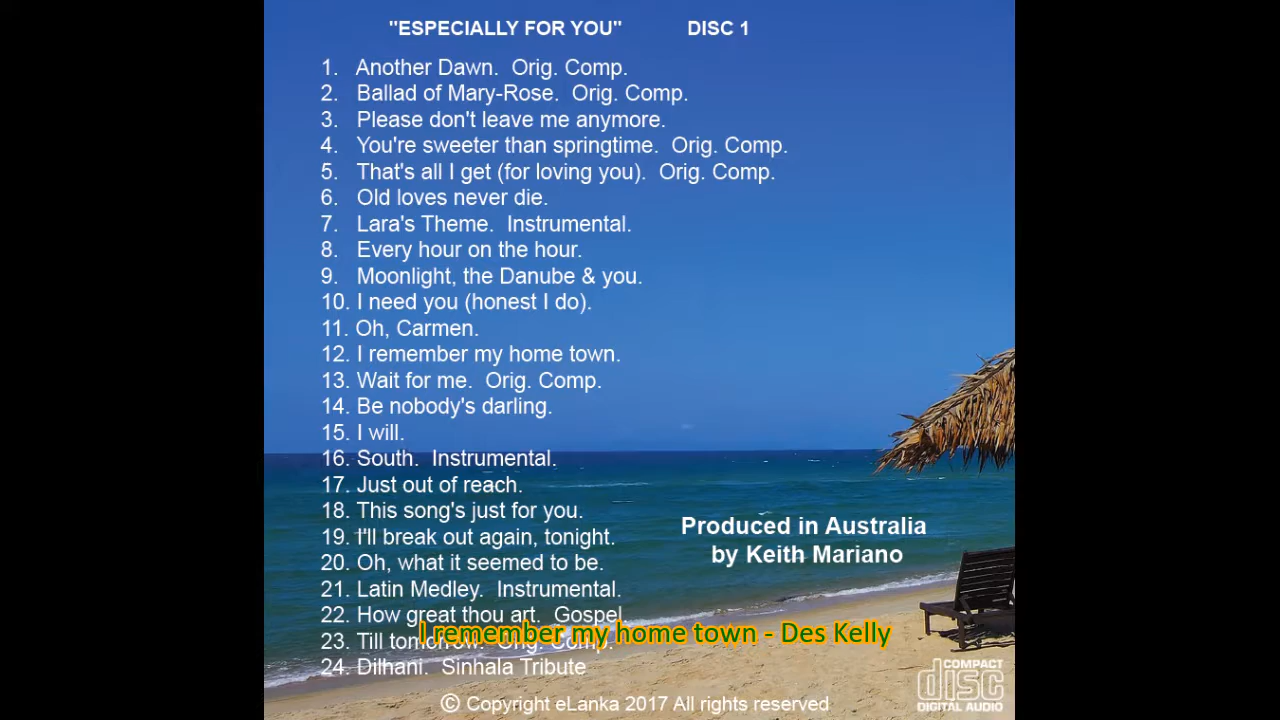 "ESPECIALLY FOR YOU" DISC 1
1. Another Dawn. Orig. Comp.
2. Ballad of Mary-Rose. Orig. Comp.
3. Please don't leave me anymore.
4. You're sweeter than springtime. Orig. Comp.
5. That's all I get (for loving you). Orig. Comp.
6. Old loves never die.
7. Lara's Theme. Instrumental.
8. Every hour on the hour.
9. Moonlight, the Danube & you.
10. I need you (honest I do).
11. Oh, Carmen.
12. I remember my home town.
13. Wait for me. Orig. Comp.
14. Be nobody's darling.
15. I will.
16. South. Instrumental.
17. Just out of reach.
18. This song's just for you.
19. I'll break out again, tonight.
20. Oh, what it seemed to be.
21. Latin Medley. Instrumental.
22. How great thou art. Gospel
23. Till tomorrow. Orig. Comp.
24. Dilhani. Sinhala Tribute
Produced in Australia
by Keith Mariano
I remember my home town - Des Kelly
COMPACT
disc
DIGITAL AUDIO
© Copyright eLanka 2017 All rights reserved